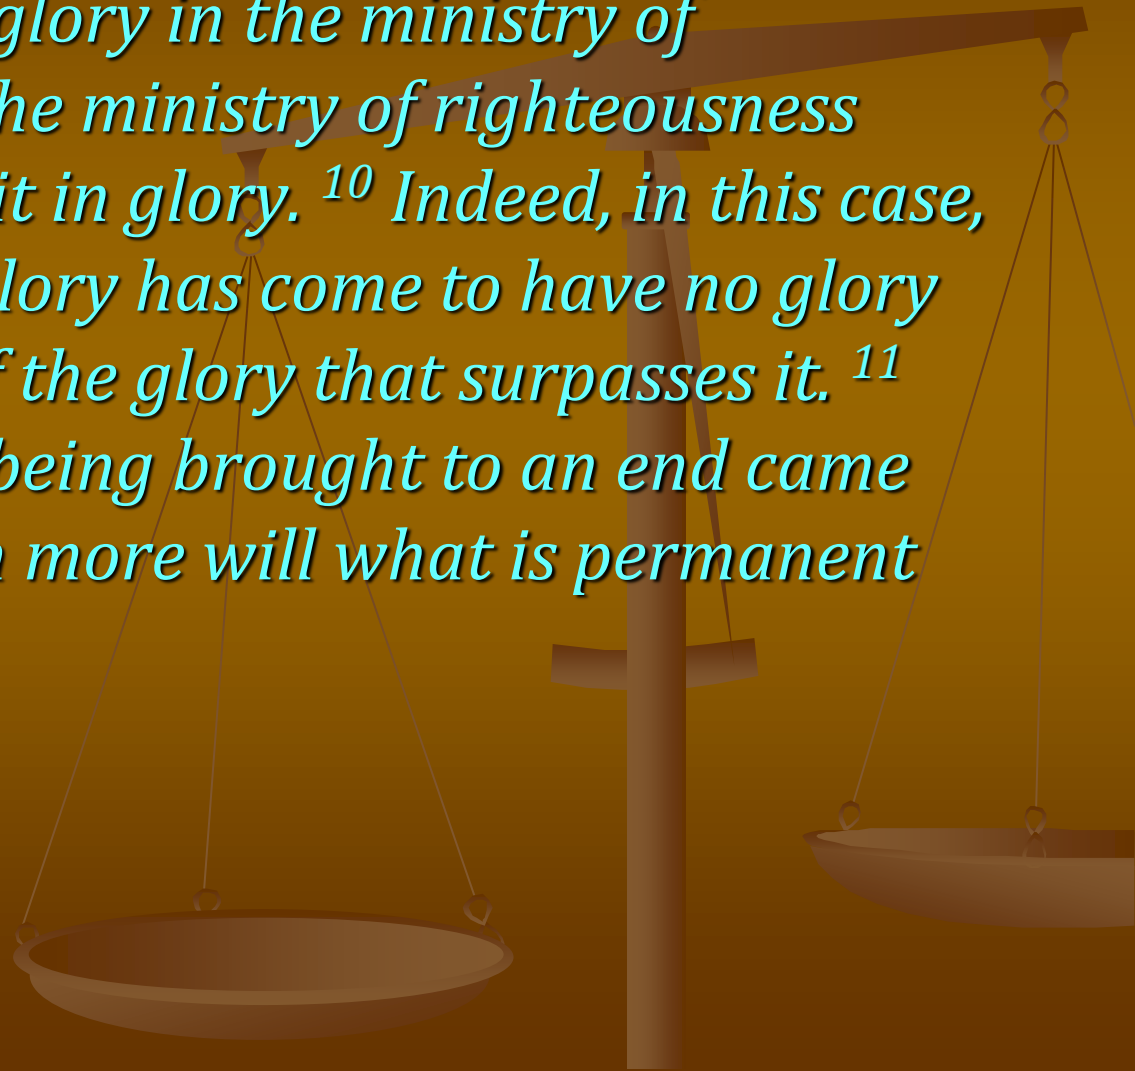 glory in the ministry of
he ministry of righteousness
it in glory. 10 Indeed, in this case,
lory has come to have no glory
f the glory that surpasses it. 11
being brought to an end came
more will what is permanent